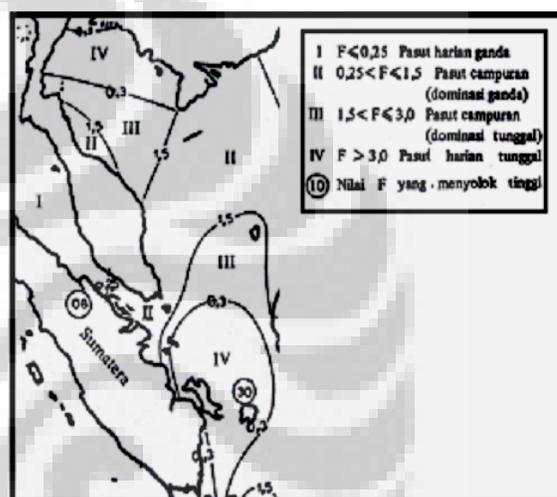 I F⩽0,25 Pasut harian ganda
II 0,25<F⩽1,5 Pasut campuran
(dominasi ganda)
III 1,5<F⩽3,0 Pasut campuran
(dominasi tunggal)
IV F >3,0 Pasut harian tunggal
10 Nilai F yang menyolok tinggi
IV
0,3
1,5
III
II
1,5
II
I
1,5
III
0,3
II
06
Sumatera
IV
30
0,3
0,3
1,5